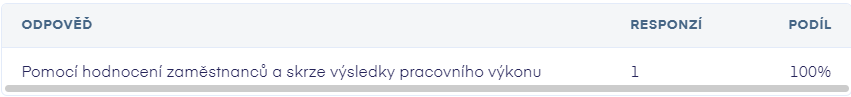 ODPOVĚĎ RESPONZÍ PODÍL
Pomocí hodnocení zaměstnanců a skrze výsledky pracovního výkonu 1 100%